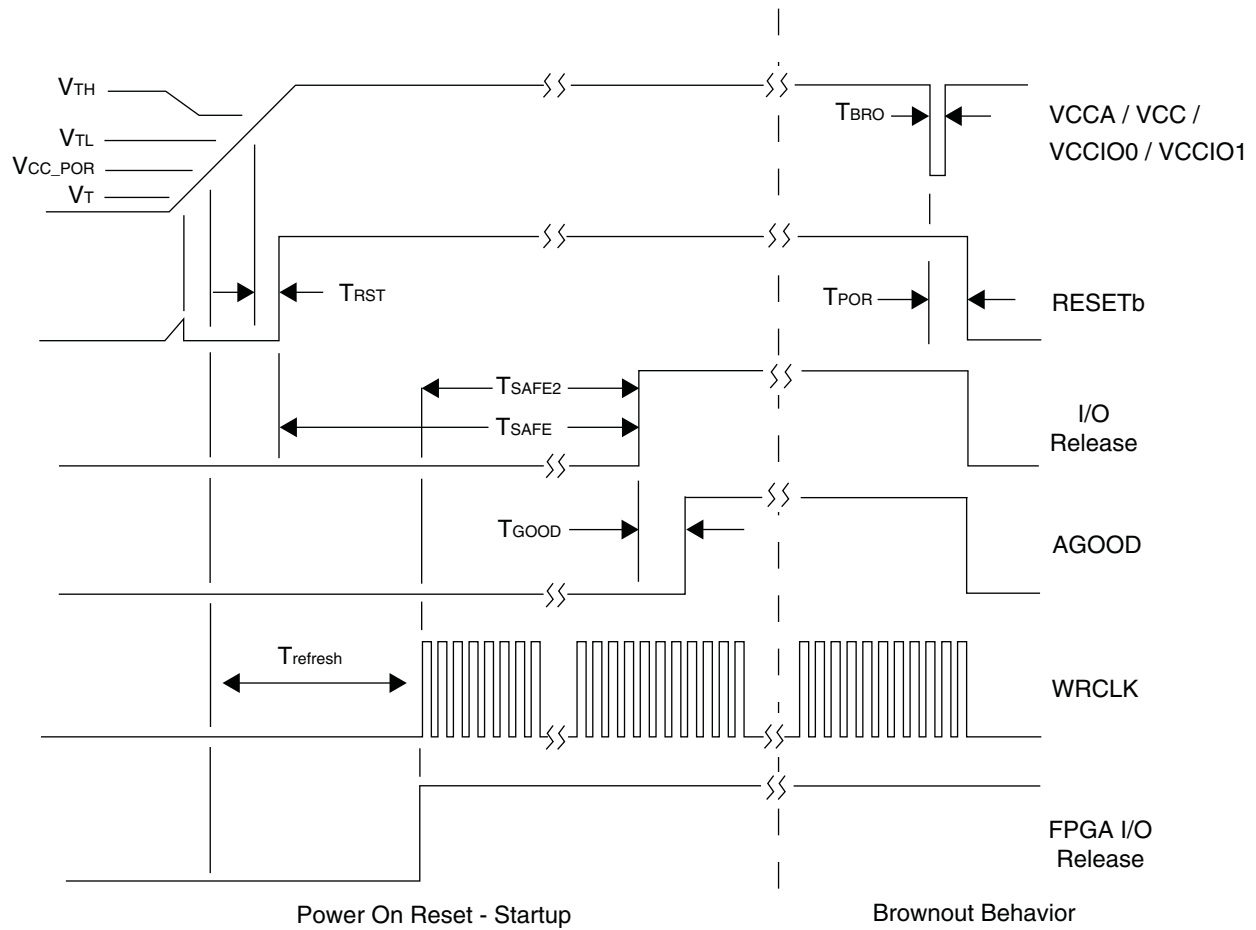 VTH
VTL
VCC_POR
VT
TBRO
VCCA / VCC /
VCCIO0 / VCCIO1
TRST
TPOR
RESETb
TSAFE2
TSAFE
I/O
Release
TGOOD
AGOOD
Trefresh
WRCLK
FPGA I/O
Release
Power On Reset - Startup
Brownout Behavior